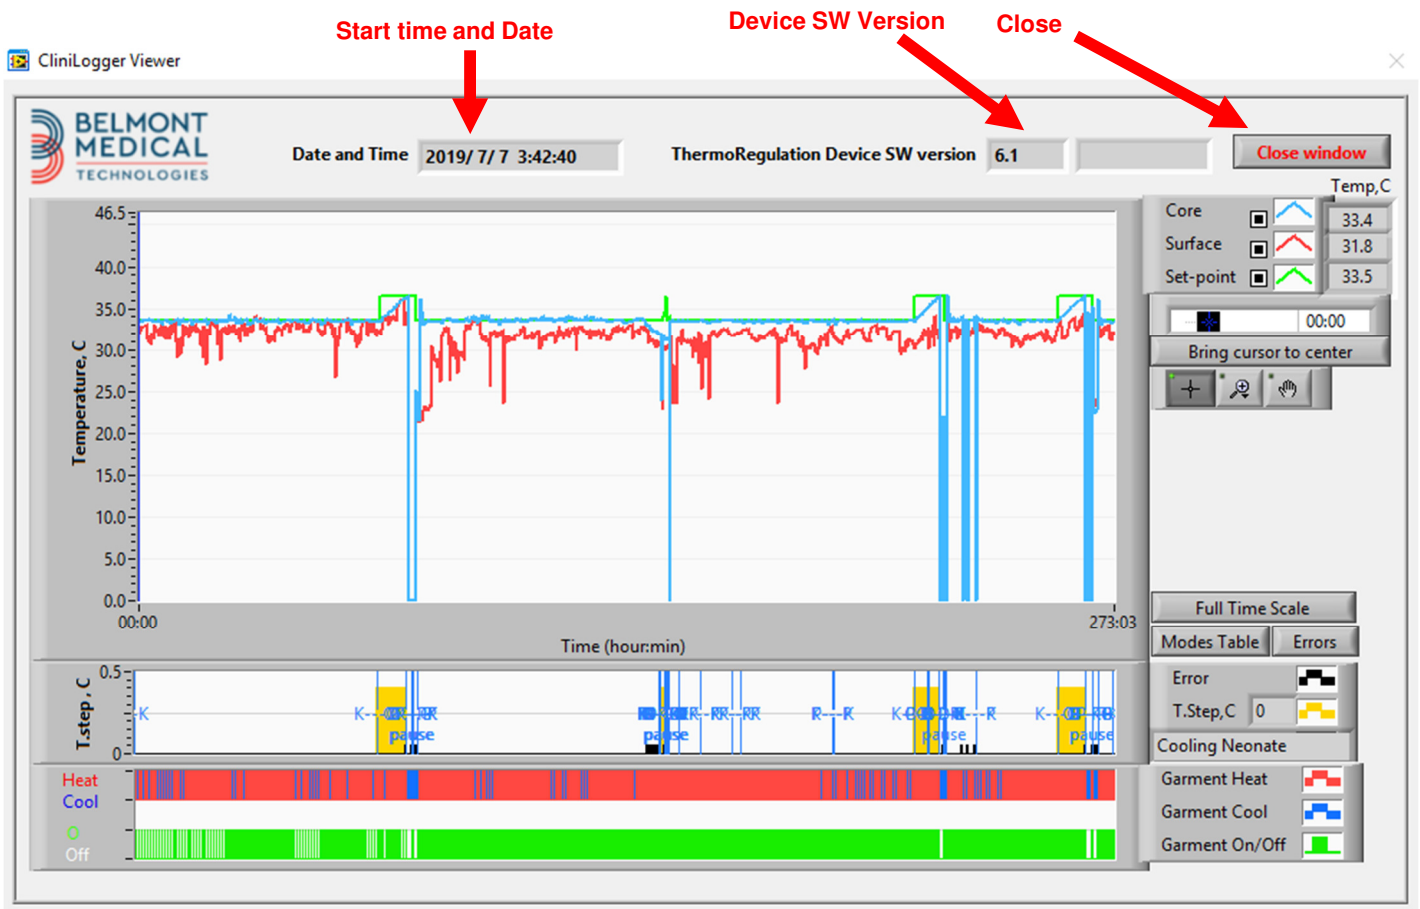 Start time and Date
Device SW Version
Close
CliniLogger Viewer
BELMONT
MEDICAL
TECHNOLOGIES
Date and Time 2019/ 7/ 7 3:42:40
ThermoRegulation Device SW version 6.1
Close window
Temp,C
Core 33.4
Surface 31.8
Set-point 33.5
00:00
Bring cursor to center
Temperature, C
46.5
40.0
35.0
30.0
25.0
20.0
15.0
10.0
5.0
0.0
00:00
273:03
Time (hour:min)
Full Time Scale
Modes Table
Errors
T.step , C
0.5
0
K
pause
pause
pause
pause
Error
T.Step,C 0
Cooling Neonate
Heat
Cool
Off
Garment Heat
Garment Cool
Garment On/Off